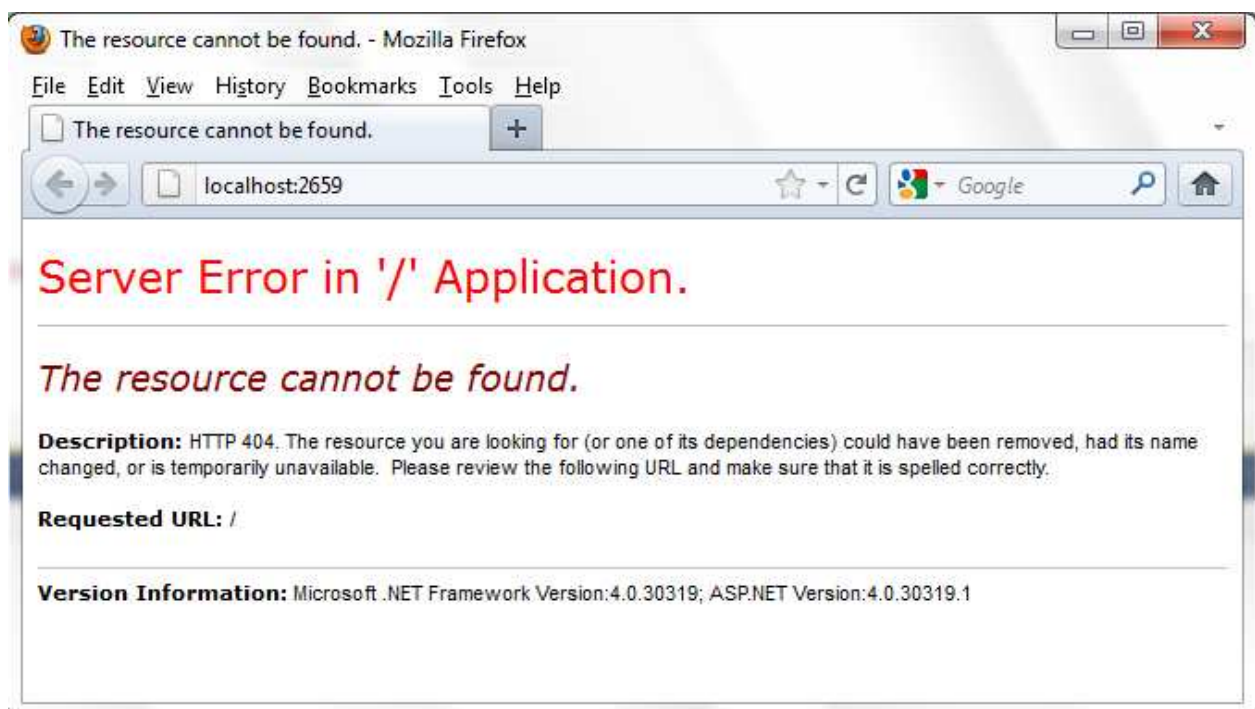 The resource cannot be found. - Mozilla Firefox
File Edit View History Bookmarks Tools Help
The resource cannot be found.
localhost:2659
Google
Server Error in '/' Application.
The resource cannot be found.
Description: HTTP 404. The resource you are looking for (or one of its dependencies) could have been removed, had its name
changed, or is temporarily unavailable.  Please review the following URL and make sure that it is spelled correctly.
Requested URL: /
Version Information: Microsoft .NET Framework Version:4.0.30319; ASP.NET Version:4.0.30319.1